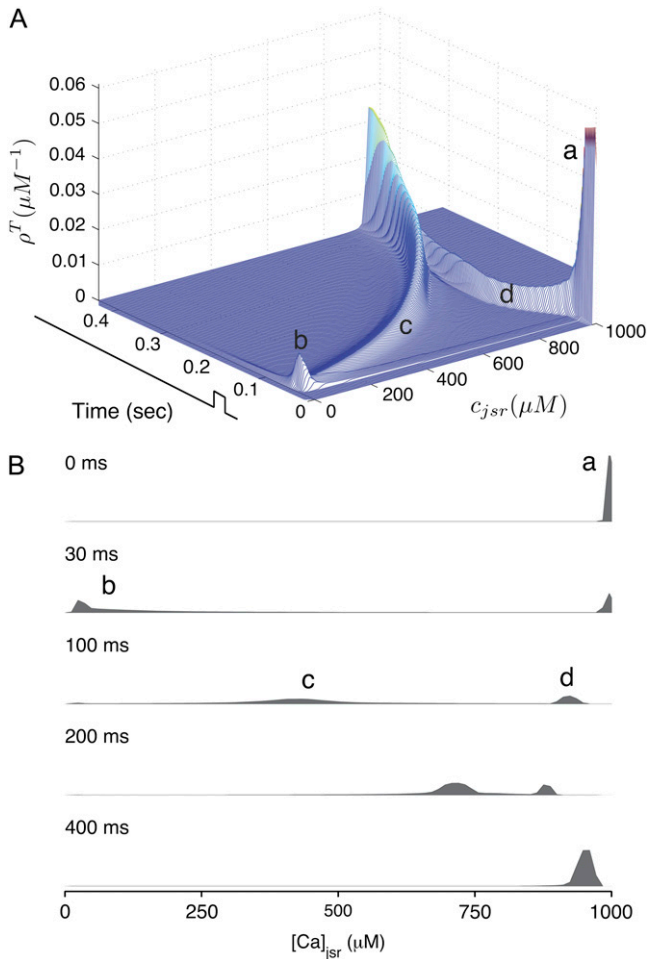 A
0.06
0.05
0.04
0.03
0.02
0.01
0
ρ^T (μM^−1)
a
b
c
d
0.4
0.3
0.2
0.1
0
Time (sec)
0
200
400
600
800
1000
c_jsr (μM)
B
0 ms
a
30 ms
b
100 ms
c
d
200 ms
400 ms
0 250 500 750 1000
[Ca]jsr (μM)